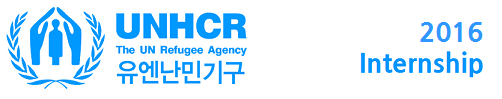 UNHCR
The UN Refugee Agency
유엔난민기구
2016
Internship